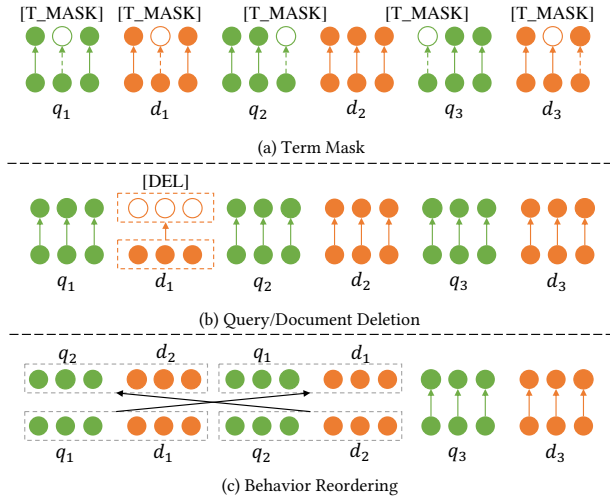 [T_MASK] [T_MASK] [T_MASK] [T_MASK] [T_MASK]
q1 d1 q2 d2 q3 d3
(a) Term Mask
[DEL]
q1 d1 q2 d2 q3 d3
(b) Query/Document Deletion
q2 d2 q1 d1
q1 d1 q2 d2 q3 d3
(c) Behavior Reordering